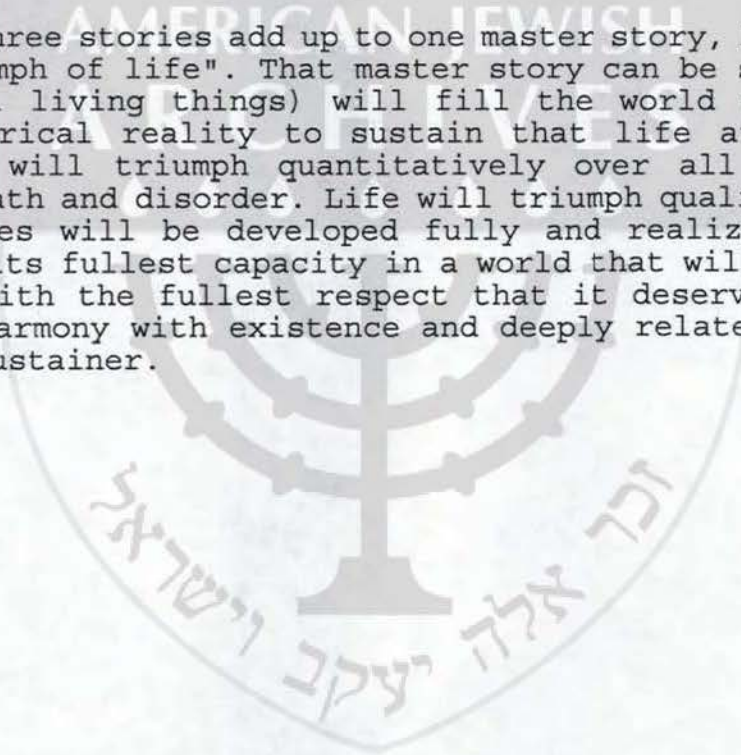 AMERICAN JEWISH
hree stories add up to one master story,
mph of life". That master story can be s
living things) will fill the world
ARCHIVES
rical reality to sustain that life a
will triumph quantitatively over all
ath and disorder. Life will triumph quali
es will be developed fully and realiz
its fullest capacity in a world that wil
ith the fullest respect that it deserv
armony with existence and deeply relate
ustainer.
זכר אלה יעקב וישראל